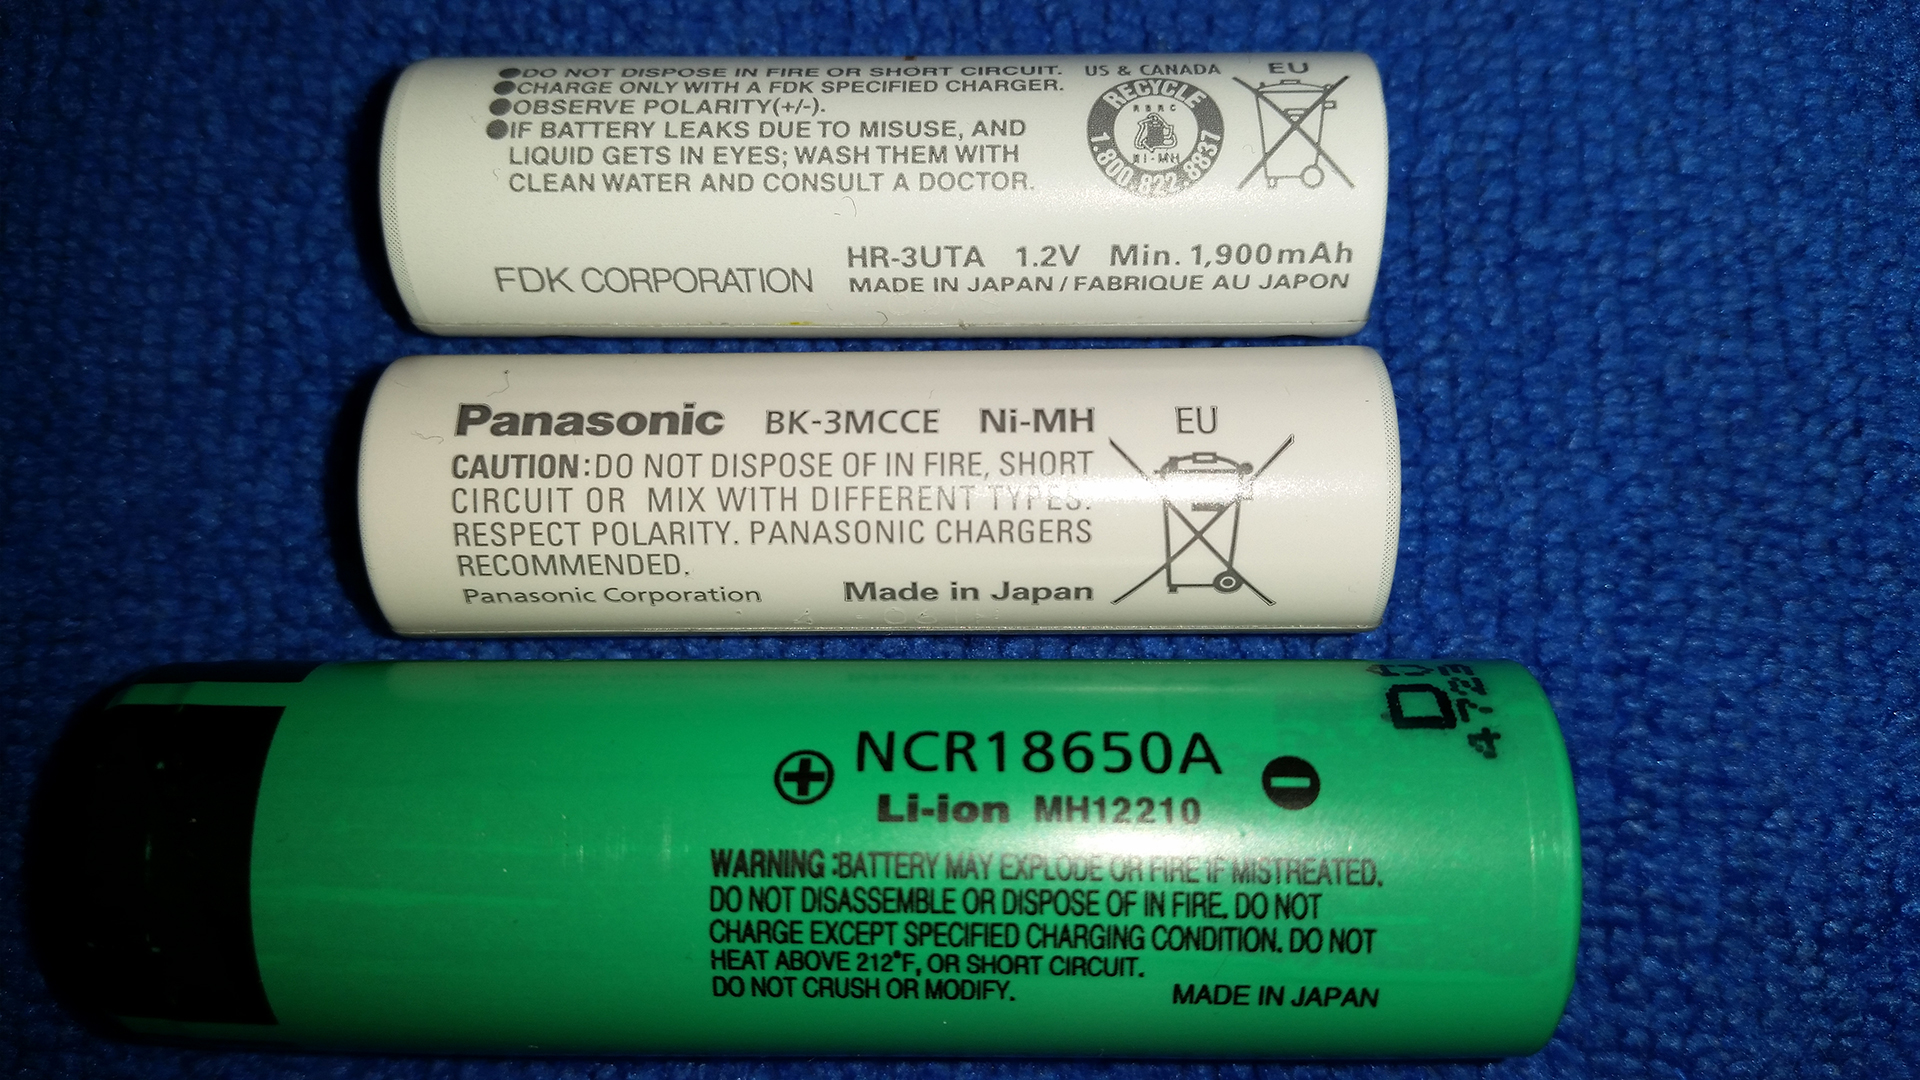 ●DO NOT DISPOSE IN FIRE OR SHORT CIRCUIT.
●CHARGE ONLY WITH A FDK SPECIFIED CHARGER.
●OBSERVE POLARITY(+/-).
●IF BATTERY LEAKS DUE TO MISUSE, AND
LIQUID GETS IN EYES; WASH THEM WITH
CLEAN WATER AND CONSULT A DOCTOR.
US & CANADA
RECYCLE
RBRC
Ni-MH
1.800.822.8837
EU
FDK CORPORATION
HR-3UTA 1.2V Min. 1,900mAh
MADE IN JAPAN / FABRIQUE AU JAPON
Panasonic BK-3MCCE Ni-MH EU
CAUTION:DO NOT DISPOSE OF IN FIRE, SHORT
CIRCUIT OR MIX WITH DIFFERENT TYPES.
RESPECT POLARITY. PANASONIC CHARGERS
RECOMMENDED.
Panasonic Corporation Made in Japan
+ NCR18650A -
Li-ion MH12210
WARNING :BATTERY MAY EXPLODE OR FIRE IF MISTREATED.
DO NOT DISASSEMBLE OR DISPOSE OF IN FIRE. DO NOT
CHARGE EXCEPT SPECIFIED CHARGING CONDITION. DO NOT
HEAT ABOVE 212°F, OR SHORT CIRCUIT.
DO NOT CRUSH OR MODIFY. MADE IN JAPAN
D
4723